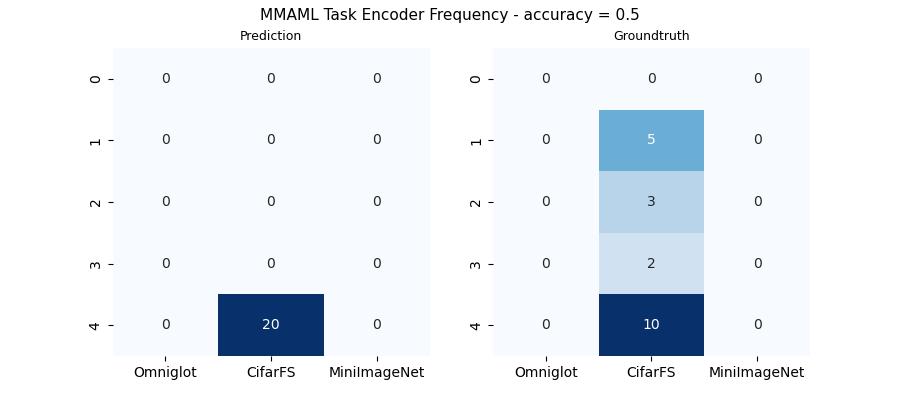 MMAML Task Encoder Frequency - accuracy = 0.5
Prediction
0 0 0 0
1 0 0 0
2 0 0 0
3 0 0 0
4 0 20 0
Omniglot CifarFS MiniImageNet
Groundtruth
0 0 0 0
1 0 5 0
2 0 3 0
3 0 2 0
4 0 10 0
Omniglot CifarFS MiniImageNet